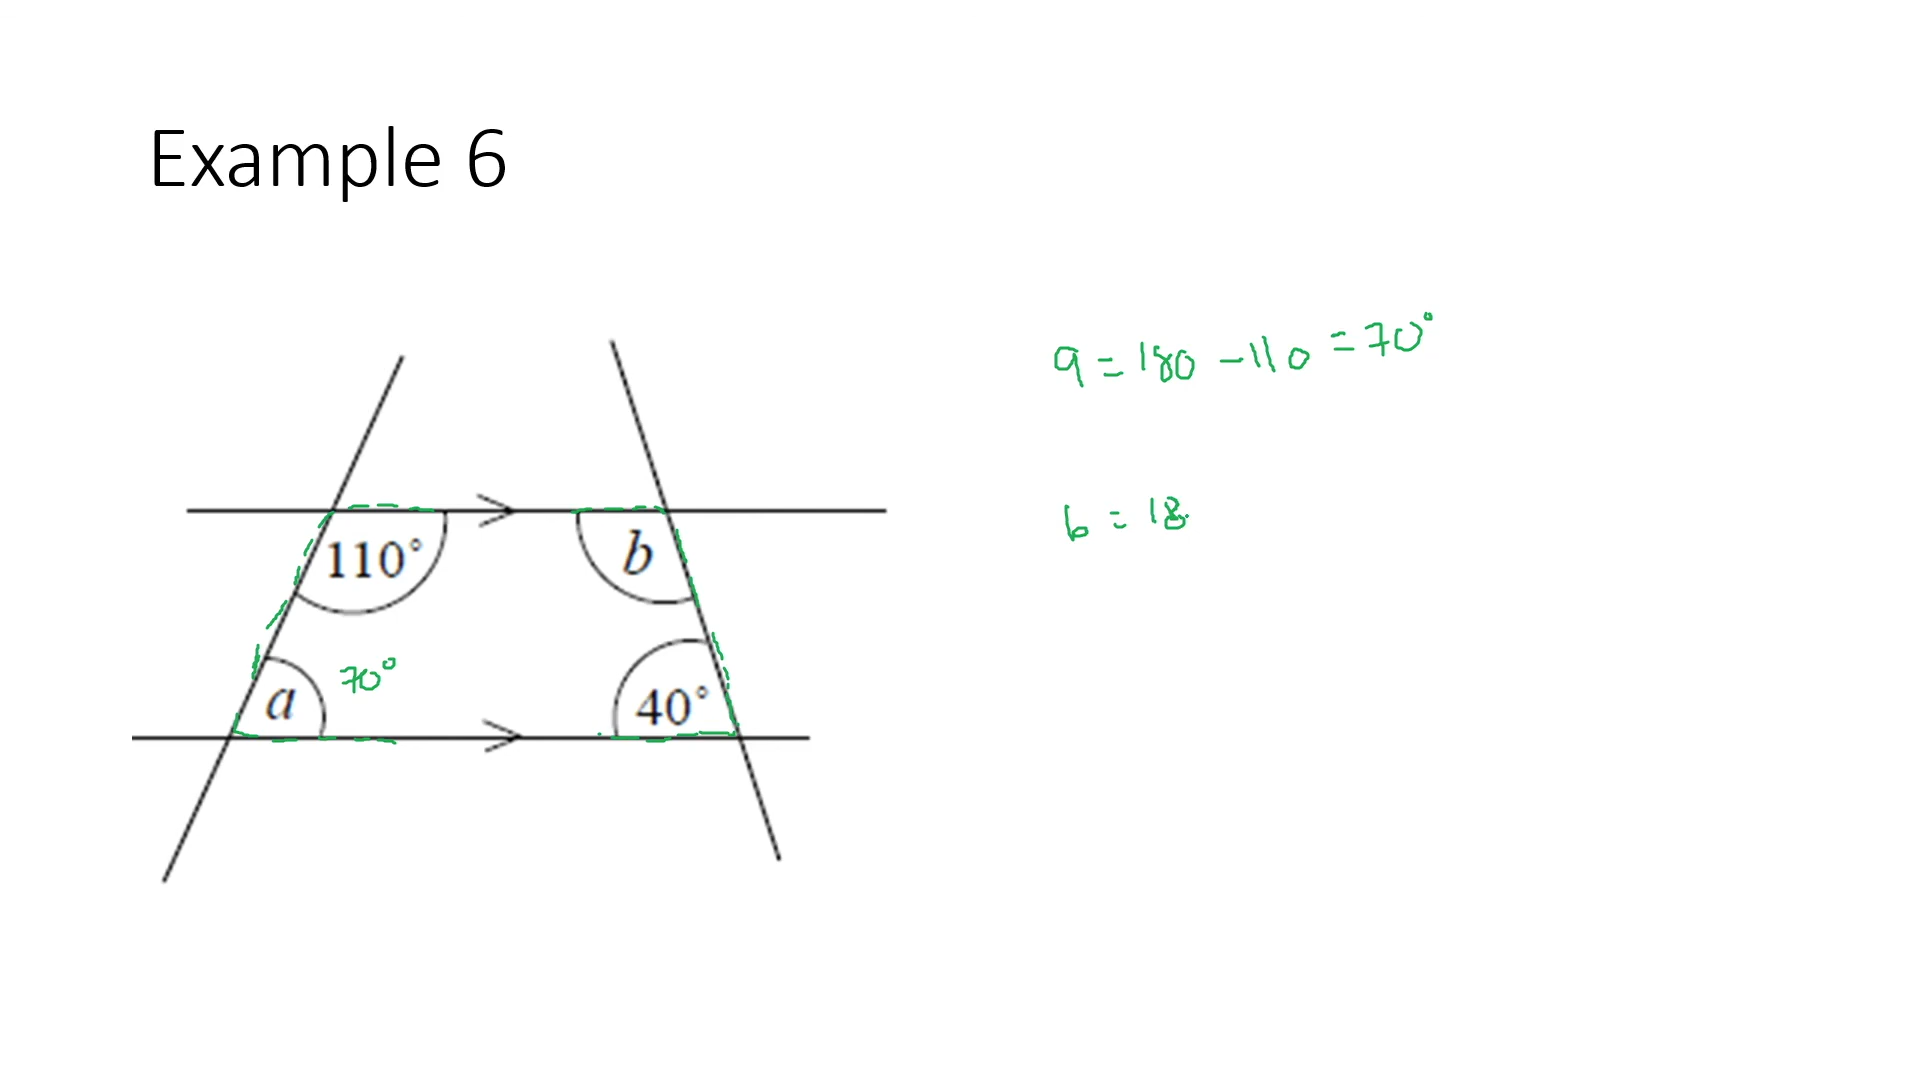 Example 6
a = 180 - 110 = 70°
b = 18
110°
b
a
70°
40°